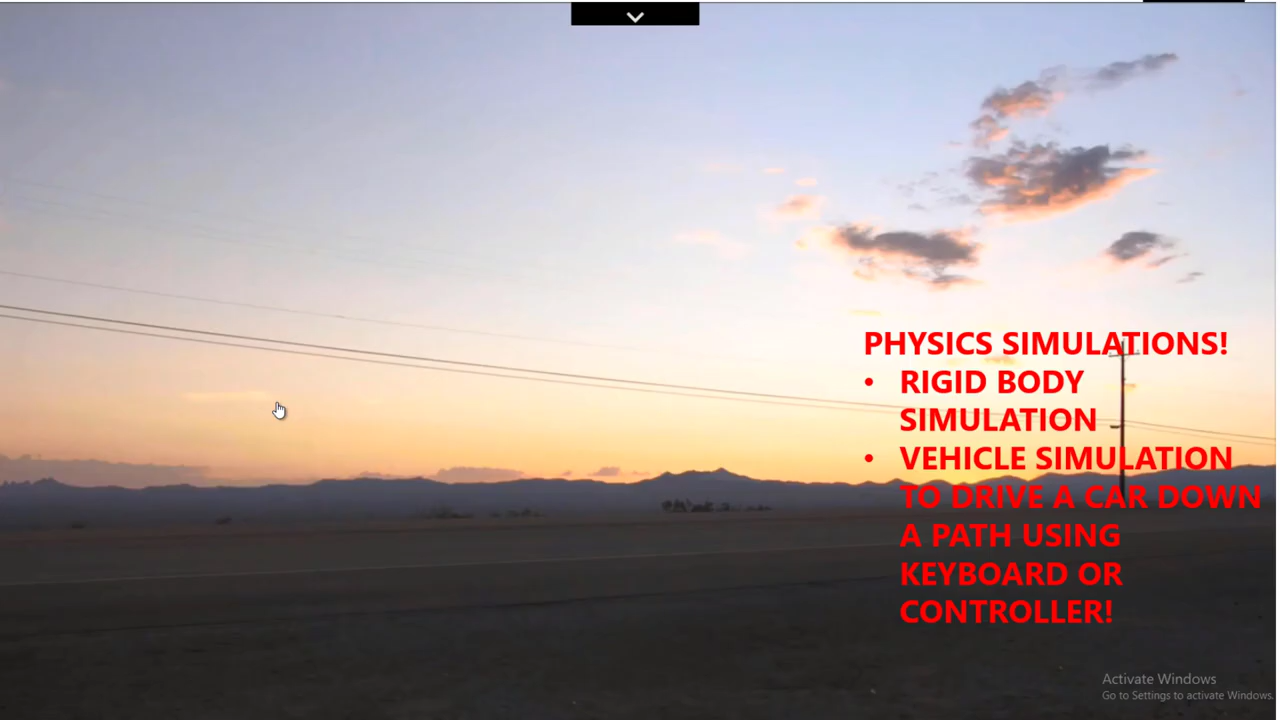 PHYSICS SIMULATIONS!
• RIGID BODY
SIMULATION
• VEHICLE SIMULATION
TO DRIVE A CAR DOWN
A PATH USING
KEYBOARD OR
CONTROLLER!
Activate Windows
Go to Settings to activate Windows.